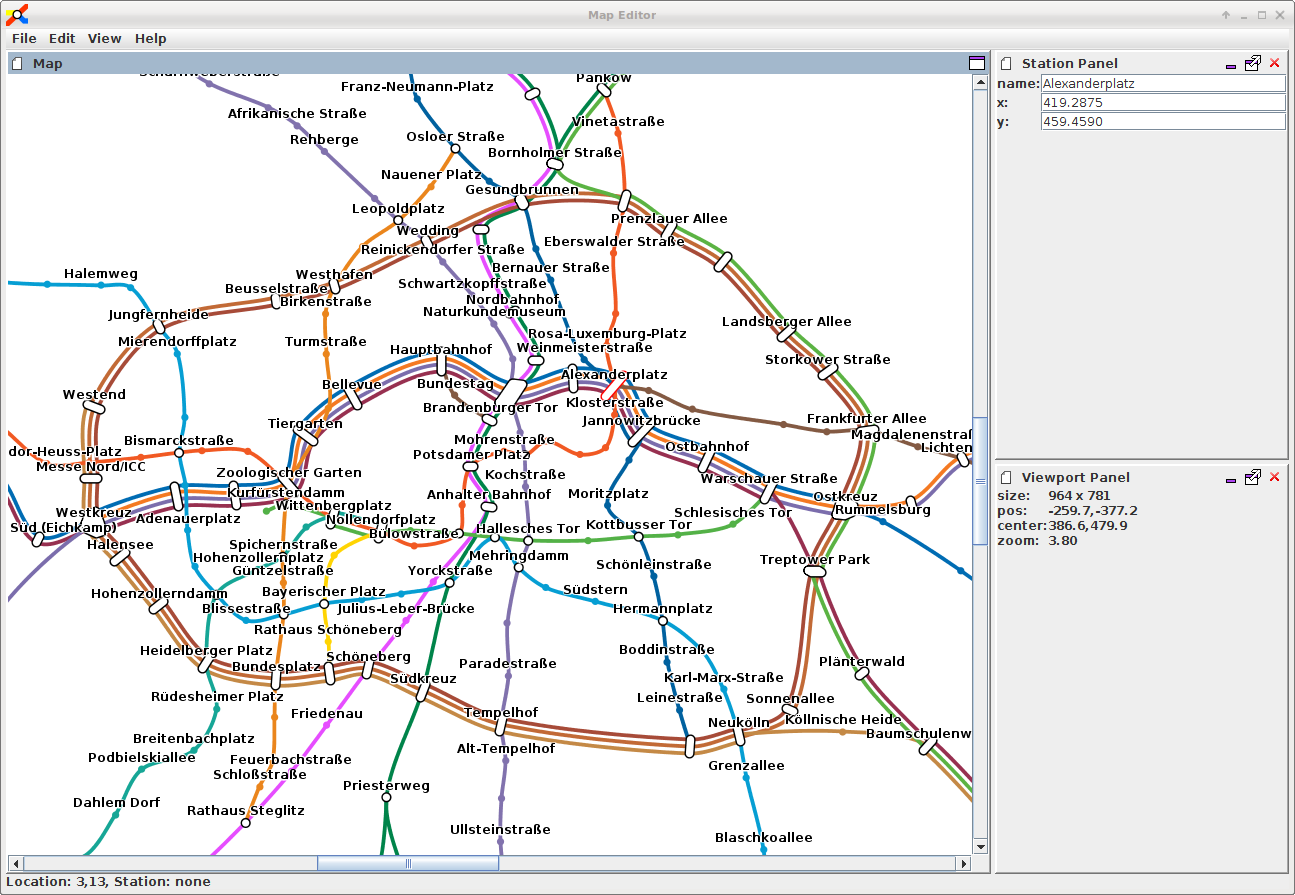 Map Editor
File Edit View Help
Map
Scharnweberstraße
Franz-Neumann-Platz
Pankow
Afrikanische Straße
Vinetastraße
Rehberge
Osloer Straße
Bornholmer Straße
Nauener Platz
Gesundbrunnen
Leopoldplatz
Prenzlauer Allee
Wedding
Eberswalder Straße
Reinickendorfer Straße
Bernauer Straße
Halemweg
Westhafen
Schwartzkopffstraße
Beusselstraße
Birkenstraße
Nordbahnhof
Naturkundemuseum
Jungfernheide
Landsberger Allee
Mierendorffplatz
Turmstraße
Rosa-Luxemburg-Platz
Hauptbahnhof
Weinmeisterstraße
Storkower Straße
Bellevue
Bundestag
Alexanderplatz
Westend
Brandenburger Tor
Klosterstraße
Tiergarten
Jannowitzbrücke
Frankfurter Allee
Bismarckstraße
Mohrenstraße
Magdalenenstraß
dor-Heuss-Platz
Potsdamer Platz
Ostbahnhof
Lichten
Messe Nord/ICC
Zoologischer Garten
Kochstraße
Warschauer Straße
Kurfürstendamm
Anhalter Bahnhof
Moritzplatz
Ostkreuz
Westkreuz
Adenauerplatz
Wittenbergplatz
Schlesisches Tor
Rummelsburg
Süd (Eichkamp)
Nollendorfplatz
Hallesches Tor
Kottbusser Tor
Halensee
Spichernstraße
Bülowstraße
Hohenzollernplatz
Mehringdamm
Treptower Park
Güntzelstraße
Yorckstraße
Schönleinstraße
Hohenzollerndamm
Bayerischer Platz
Südstern
Blissestraße
Julius-Leber-Brücke
Hermannplatz
Rathaus Schöneberg
Heidelberger Platz
Schöneberg
Boddinstraße
Bundesplatz
Paradestraße
Plänterwald
Südkreuz
Karl-Marx-Straße
Rüdesheimer Platz
Leinestraße
Sonnenallee
Friedenau
Tempelhof
Neukölln
Köllnische Heide
Breitenbachplatz
Baumschulenw
Podbielskiallee
Feuerbachstraße
Alt-Tempelhof
Grenzallee
Schloßstraße
Priesterweg
Dahlem Dorf
Rathaus Steglitz
Ullsteinstraße
Blaschkoallee
Station Panel
name: Alexanderplatz
x: 419.2875
y: 459.4590
Viewport Panel
size: 964 x 781
pos: -259.7,-377.2
center: 386.6,479.9
zoom: 3.80
Location: 3,13, Station: none